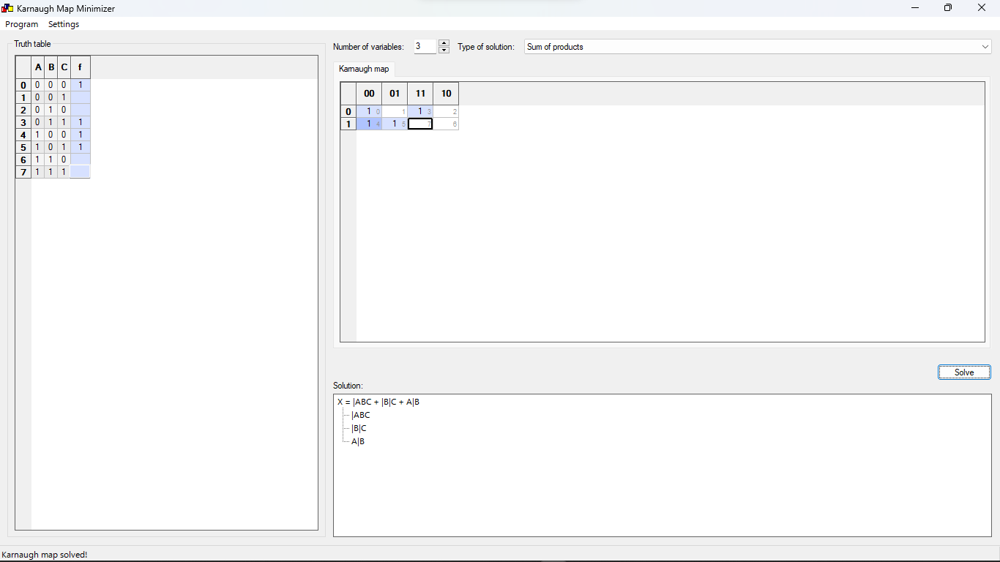 Karnaugh Map Minimizer
Program Settings
Truth table
A B C f
0 0 0 0 1
1 0 0 1
2 0 1 0
3 0 1 1 1
4 1 0 0 1
5 1 0 1 1
6 1 1 0
7 1 1 1
Number of variables: 3 Type of solution: Sum of products
Karnaugh map
00 01 11 10
0 1 0 1 1 3 2
1 1 4 1 5 7 6
Solve
Solution:
X = |ABC + |B|C + A|B
|ABC
|B|C
A|B
Karnaugh map solved!